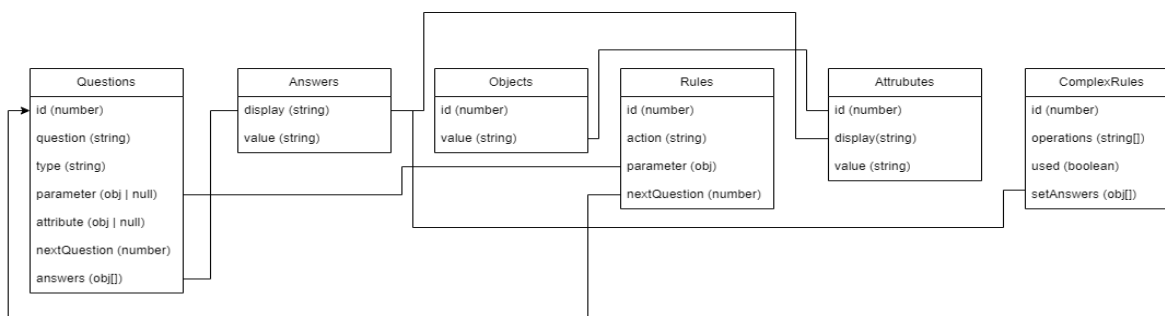 Questions
id (number)
question (string)
type (string)
parameter (obj | null)
attribute (obj | null)
nextQuestion (number)
answers (obj[])
Answers
display (string)
value (string)
Objects
id (number)
value (string)
Rules
id (number)
action (string)
parameter (obj)
nextQuestion (number)
Attrubutes
id (number)
display(string)
value (string)
ComplexRules
id (number)
operations (string[])
used (boolean)
setAnswers (obj[])